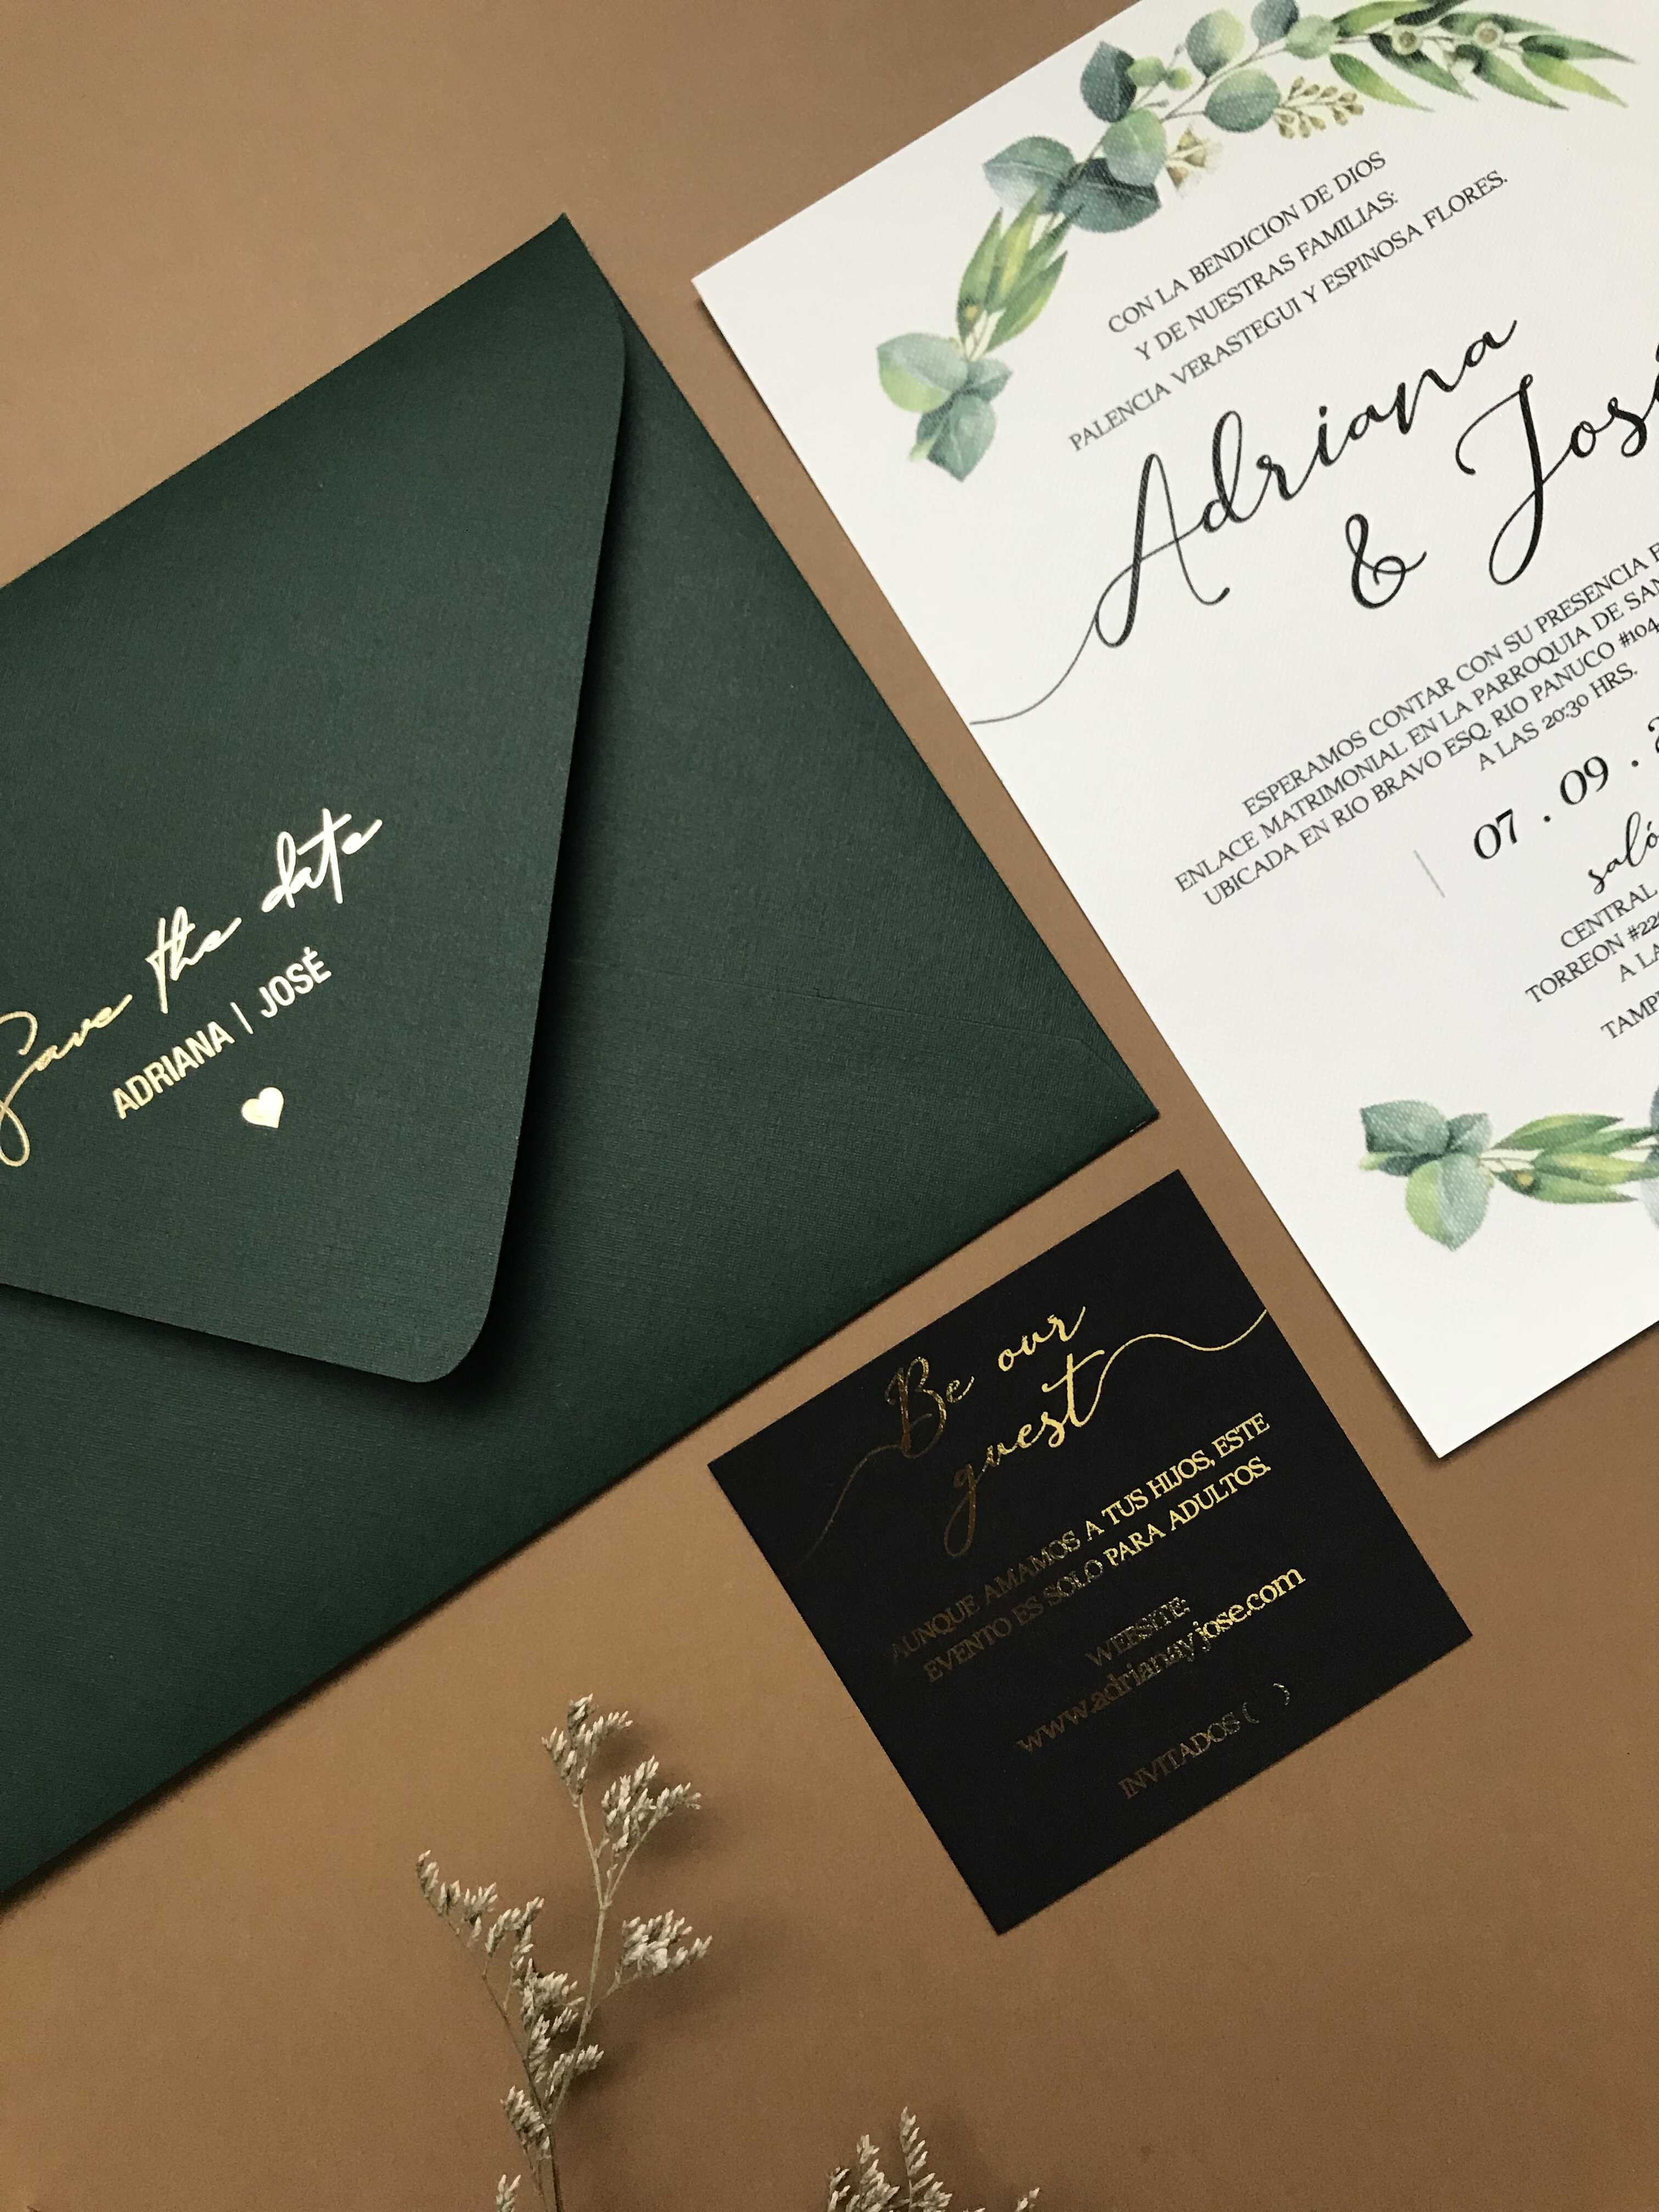 Save the date
ADRIANA | JOSÉ
CON LA BENDICION DE DIOS
Y DE NUESTRAS FAMILIAS:
PALENCIA VERASTEGUI Y ESPINOSA FLORES.
Adriana
&
ESPERAMOS CONTAR CON SU PRESENCIA
ENLACE MATRIMONIAL EN LA PARROQUIA DE
UBICADA EN RIO BRAVO ESQ. RIO PANUCO #104
A LAS 20:30 HRS.
07 . 09 .
CENTRAL
TORREON
A
Be our
guest
AUNQUE AMAMOS A TUS HIJOS, ESTE
EVENTO ES SOLO PARA ADULTOS.
WEBSITE:
www.adrianayjose.com
INVITADOS ( )